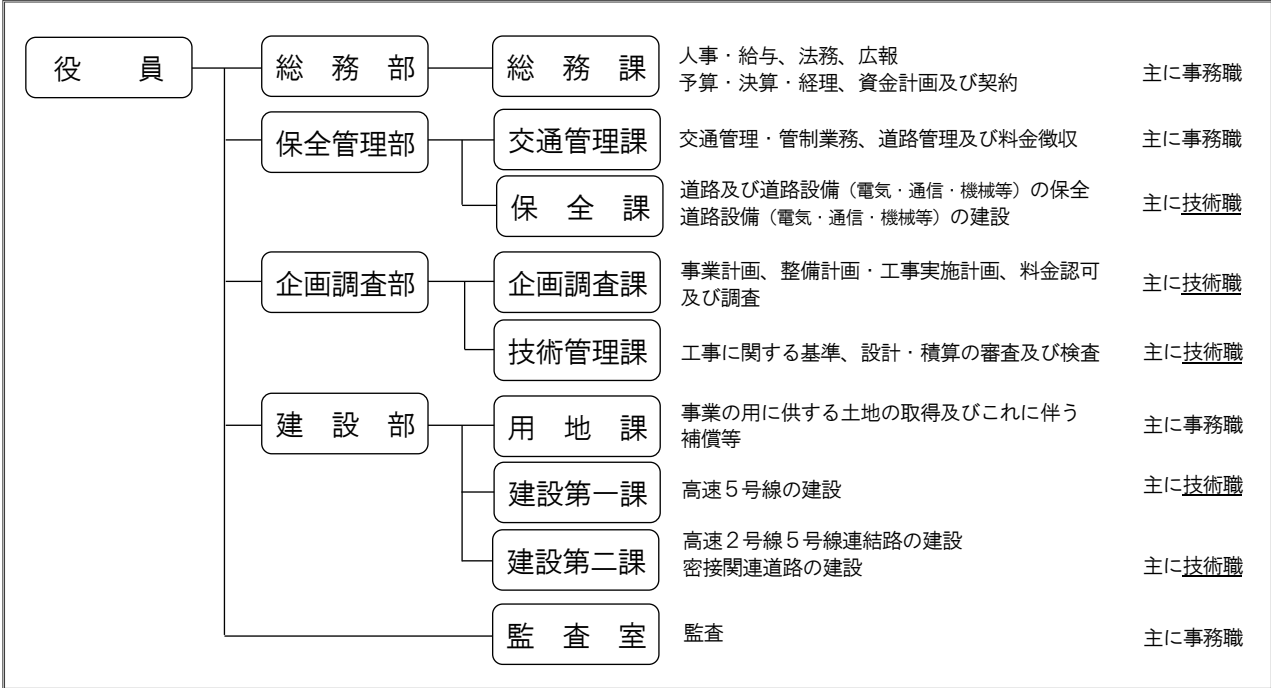 役　員
総　務　部
総　務　課
人事・給与、法務、広報
予算・決算・経理、資金計画及び契約
主に事務職
保全管理部
交通管理課
交通管理・管制業務、道路管理及び料金徴収
主に事務職
保　全　課
道路及び道路設備（電気・通信・機械等）の保全
道路設備（電気・通信・機械等）の建設
主に技術職
企画調査部
企画調査課
事業計画、整備計画・工事実施計画、料金認可
及び調査
主に技術職
技術管理課
工事に関する基準、設計・積算の審査及び検査
主に技術職
建　設　部
用　地　課
事業の用に供する土地の取得及びこれに伴う
補償等
主に事務職
建設第一課
高速５号線の建設
主に技術職
建設第二課
高速２号線５号線連結路の建設
密接関連道路の建設
主に技術職
監　査　室
監査
主に事務職